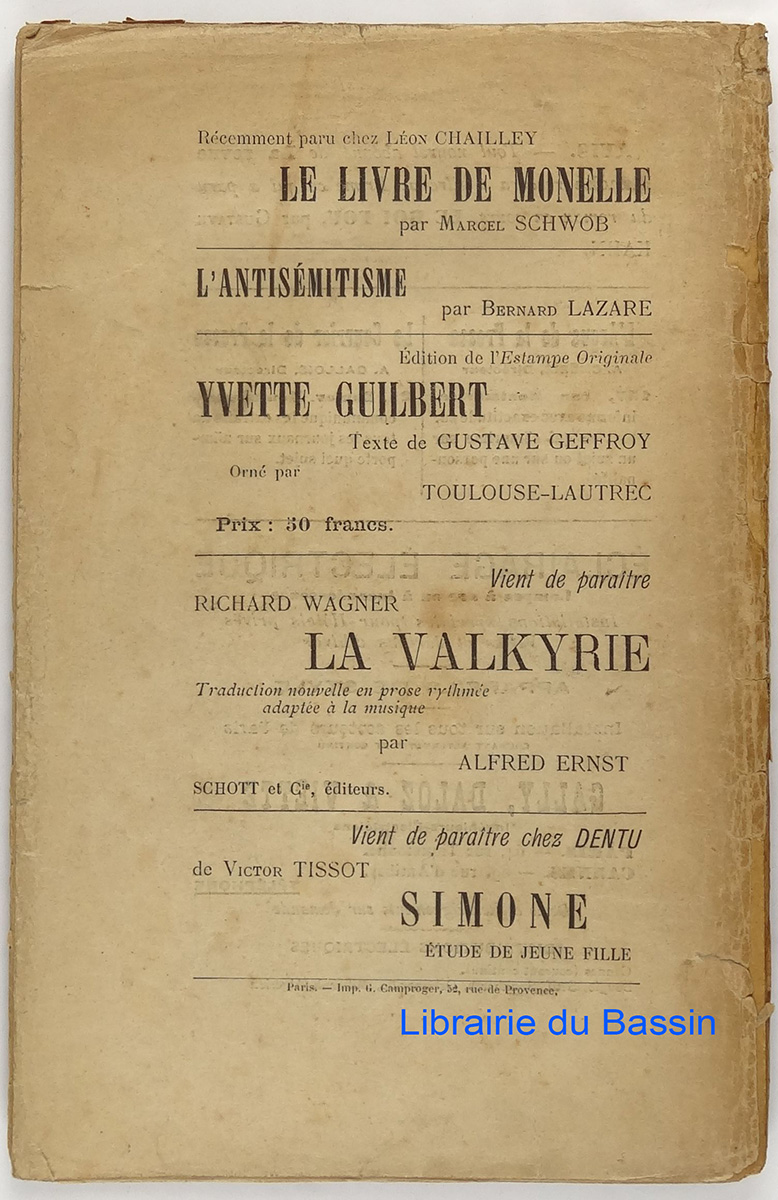 Récemment paru chez LÉON CHAILLEY
LE LIVRE DE MONELLE
par MARCEL SCHWOB
L'ANTISÉMITISME
par BERNARD LAZARE
Édition de l'Estampe Originale
YVETTE GUILBERT
Texte de GUSTAVE GEFFROY
Orné par
TOULOUSE-LAUTREC
Prix : 50 francs.
Vient de paraître
RICHARD WAGNER
LA VALKYRIE
Traduction nouvelle en prose rythmée
adaptée à la musique
par
ALFRED ERNST
SCHOTT et Cie, éditeurs.
Vient de paraître chez DENTU
de VICTOR TISSOT
SIMONE
ÉTUDE DE JEUNE FILLE
Paris. — Imp. G. Camproger, 52, rue de Provence.
Librairie du Bassin